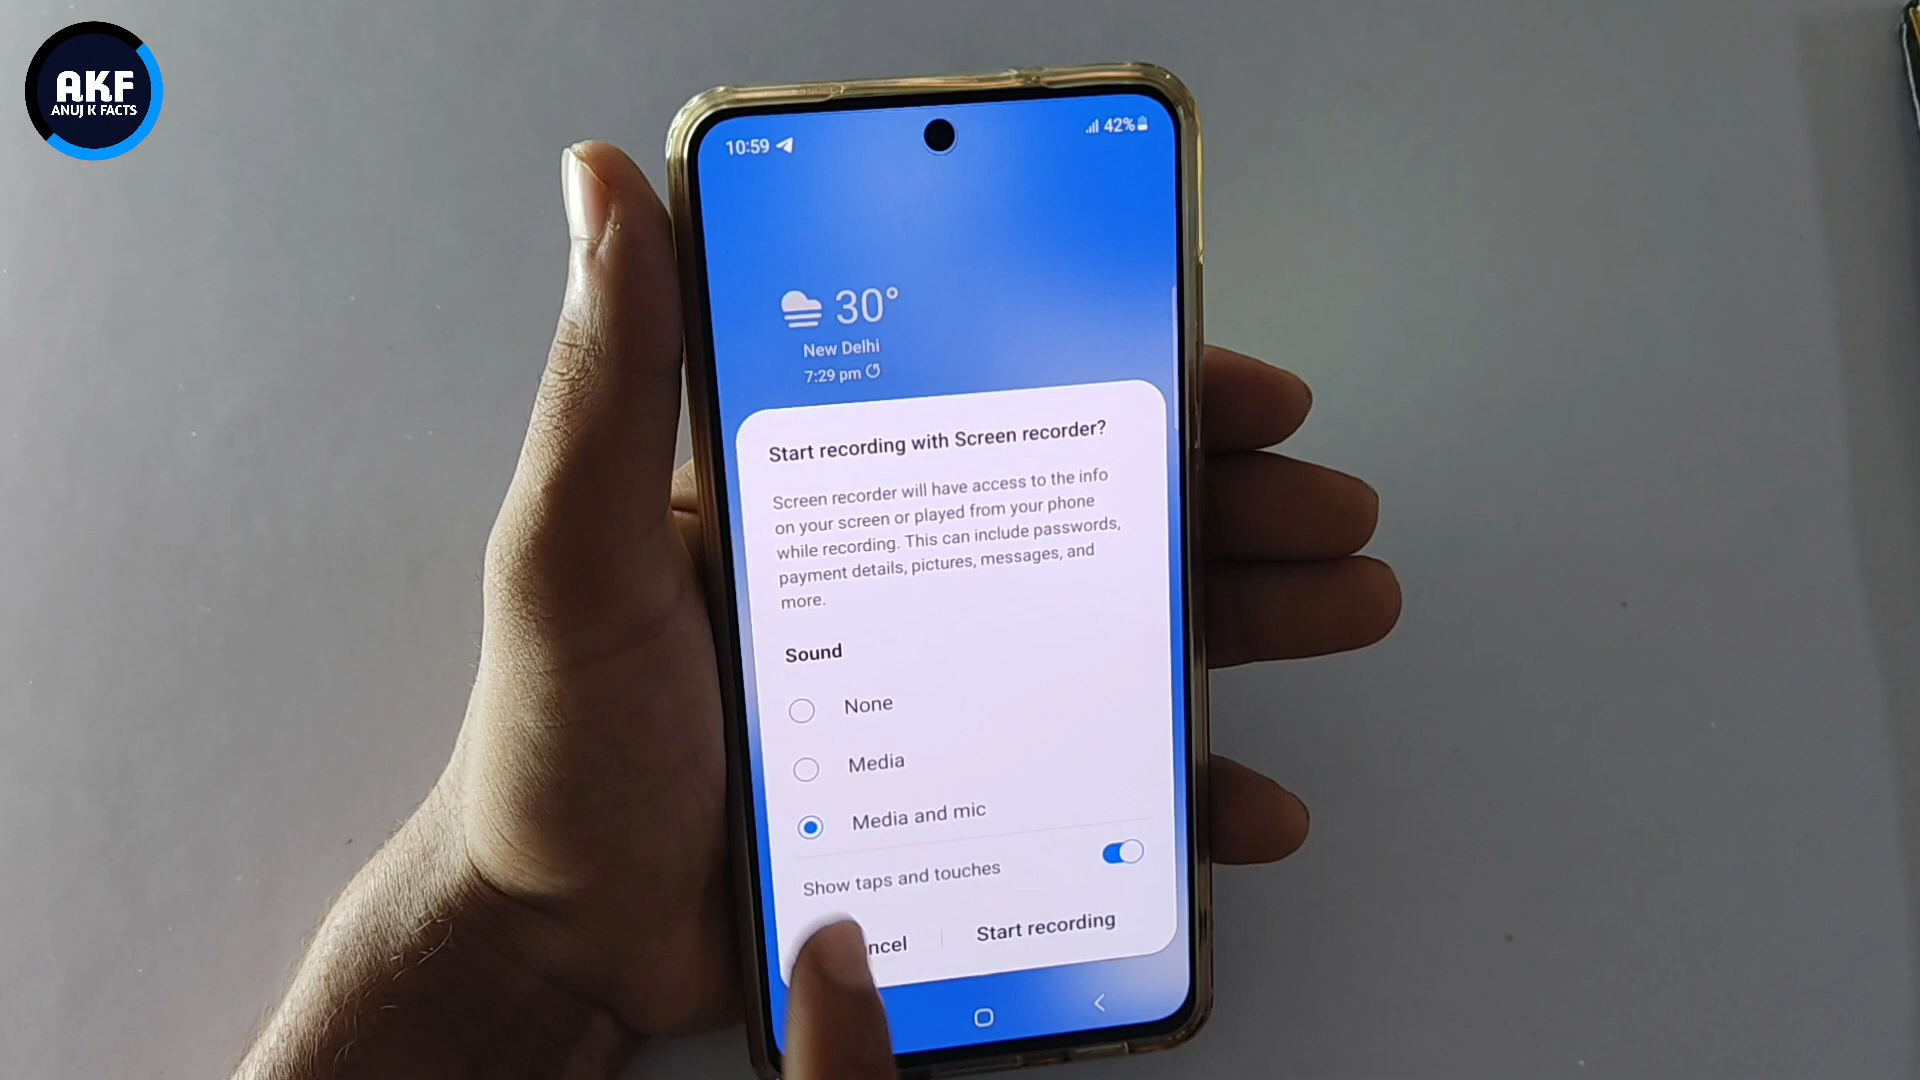 AKF
ANUJ K FACTS
10:59
42%
30°
New Delhi
7:29 pm
Start recording with Screen recorder?
Screen recorder will have access to the info
on your screen or played from your phone
while recording. This can include passwords,
payment details, pictures, messages, and
more.
Sound
None
Media
Media and mic
Show taps and touches
ncel
Start recording